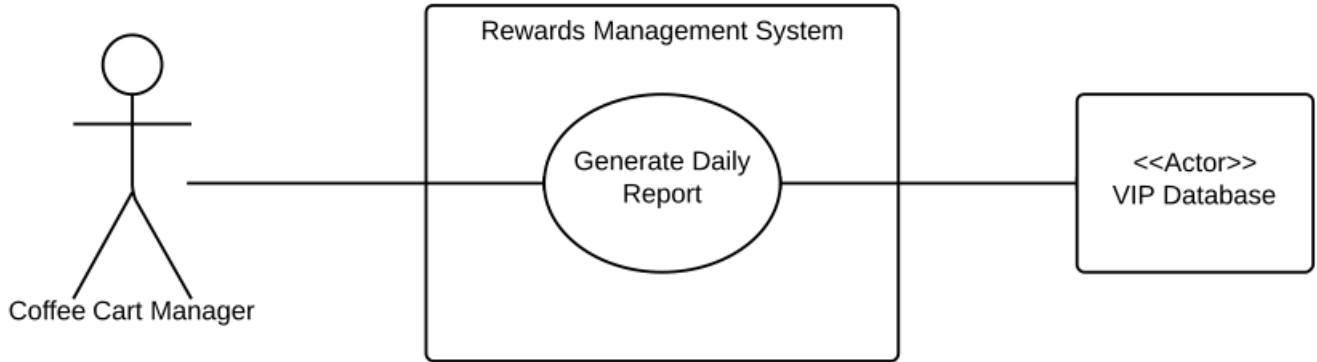 Rewards Management System
Generate Daily
Report
<<Actor>>
VIP Database
Coffee Cart Manager